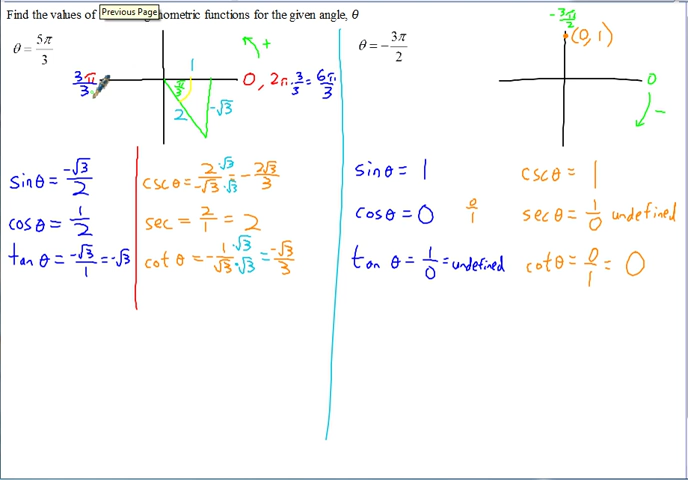 Find the values of Previous Page nometric functions for the given angle, θ
θ = 5π/3
+
3π/3
1
π/3
2
-√3
0, 2π · 3/3 = 6π/3
sin θ = -√3/2
cos θ = 1/2
tan θ = -√3/1 = -√3
csc θ = 2/-√3 √3/√3 = - 2√3/3
sec = 2/1 = 2
cot θ = - 1/√3 · √3/√3 = -√3/3
θ = - 3π/2
-3π/2
(0, 1)
0
-
sin θ = 1
cos θ = 0
0/1
tan θ = 1/0 = undefined
csc θ = 1
sec θ = 1/0 undefined
cot θ = 0/1 = 0